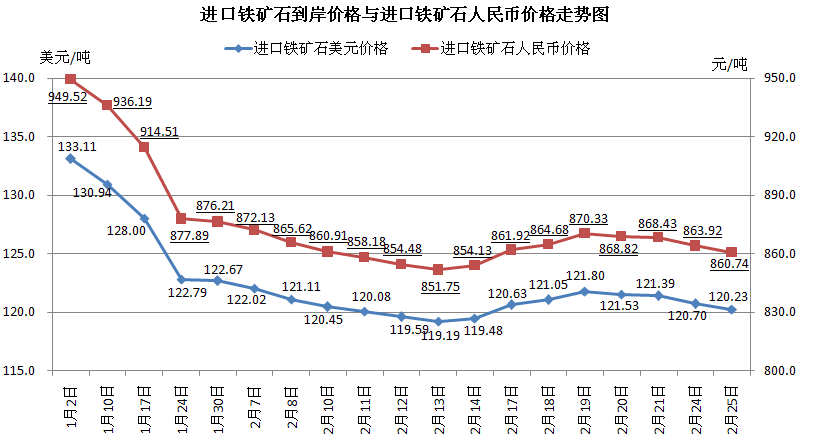 进口铁矿石到岸价格与进口铁矿石人民币价格走势图
美元/吨
进口铁矿石美元价格
进口铁矿石人民币价格
元/吨
140.0
135.0
130.0
125.0
120.0
115.0
950.0
920.0
890.0
860.0
830.0
800.0
949.52
936.19
914.51
877.89
876.21
872.13
865.62
860.91
858.18
854.48
851.75
854.13
861.92
864.68
870.33
868.82
868.43
863.92
860.74
133.11
130.94
128.00
122.79
122.67
122.02
121.11
120.45
120.08
119.59
119.19
119.48
120.63
121.05
121.80
121.53
121.39
120.70
120.23
1月2日
1月10日
1月17日
1月24日
1月30日
2月7日
2月8日
2月10日
2月11日
2月12日
2月13日
2月14日
2月17日
2月18日
2月19日
2月20日
2月21日
2月24日
2月25日